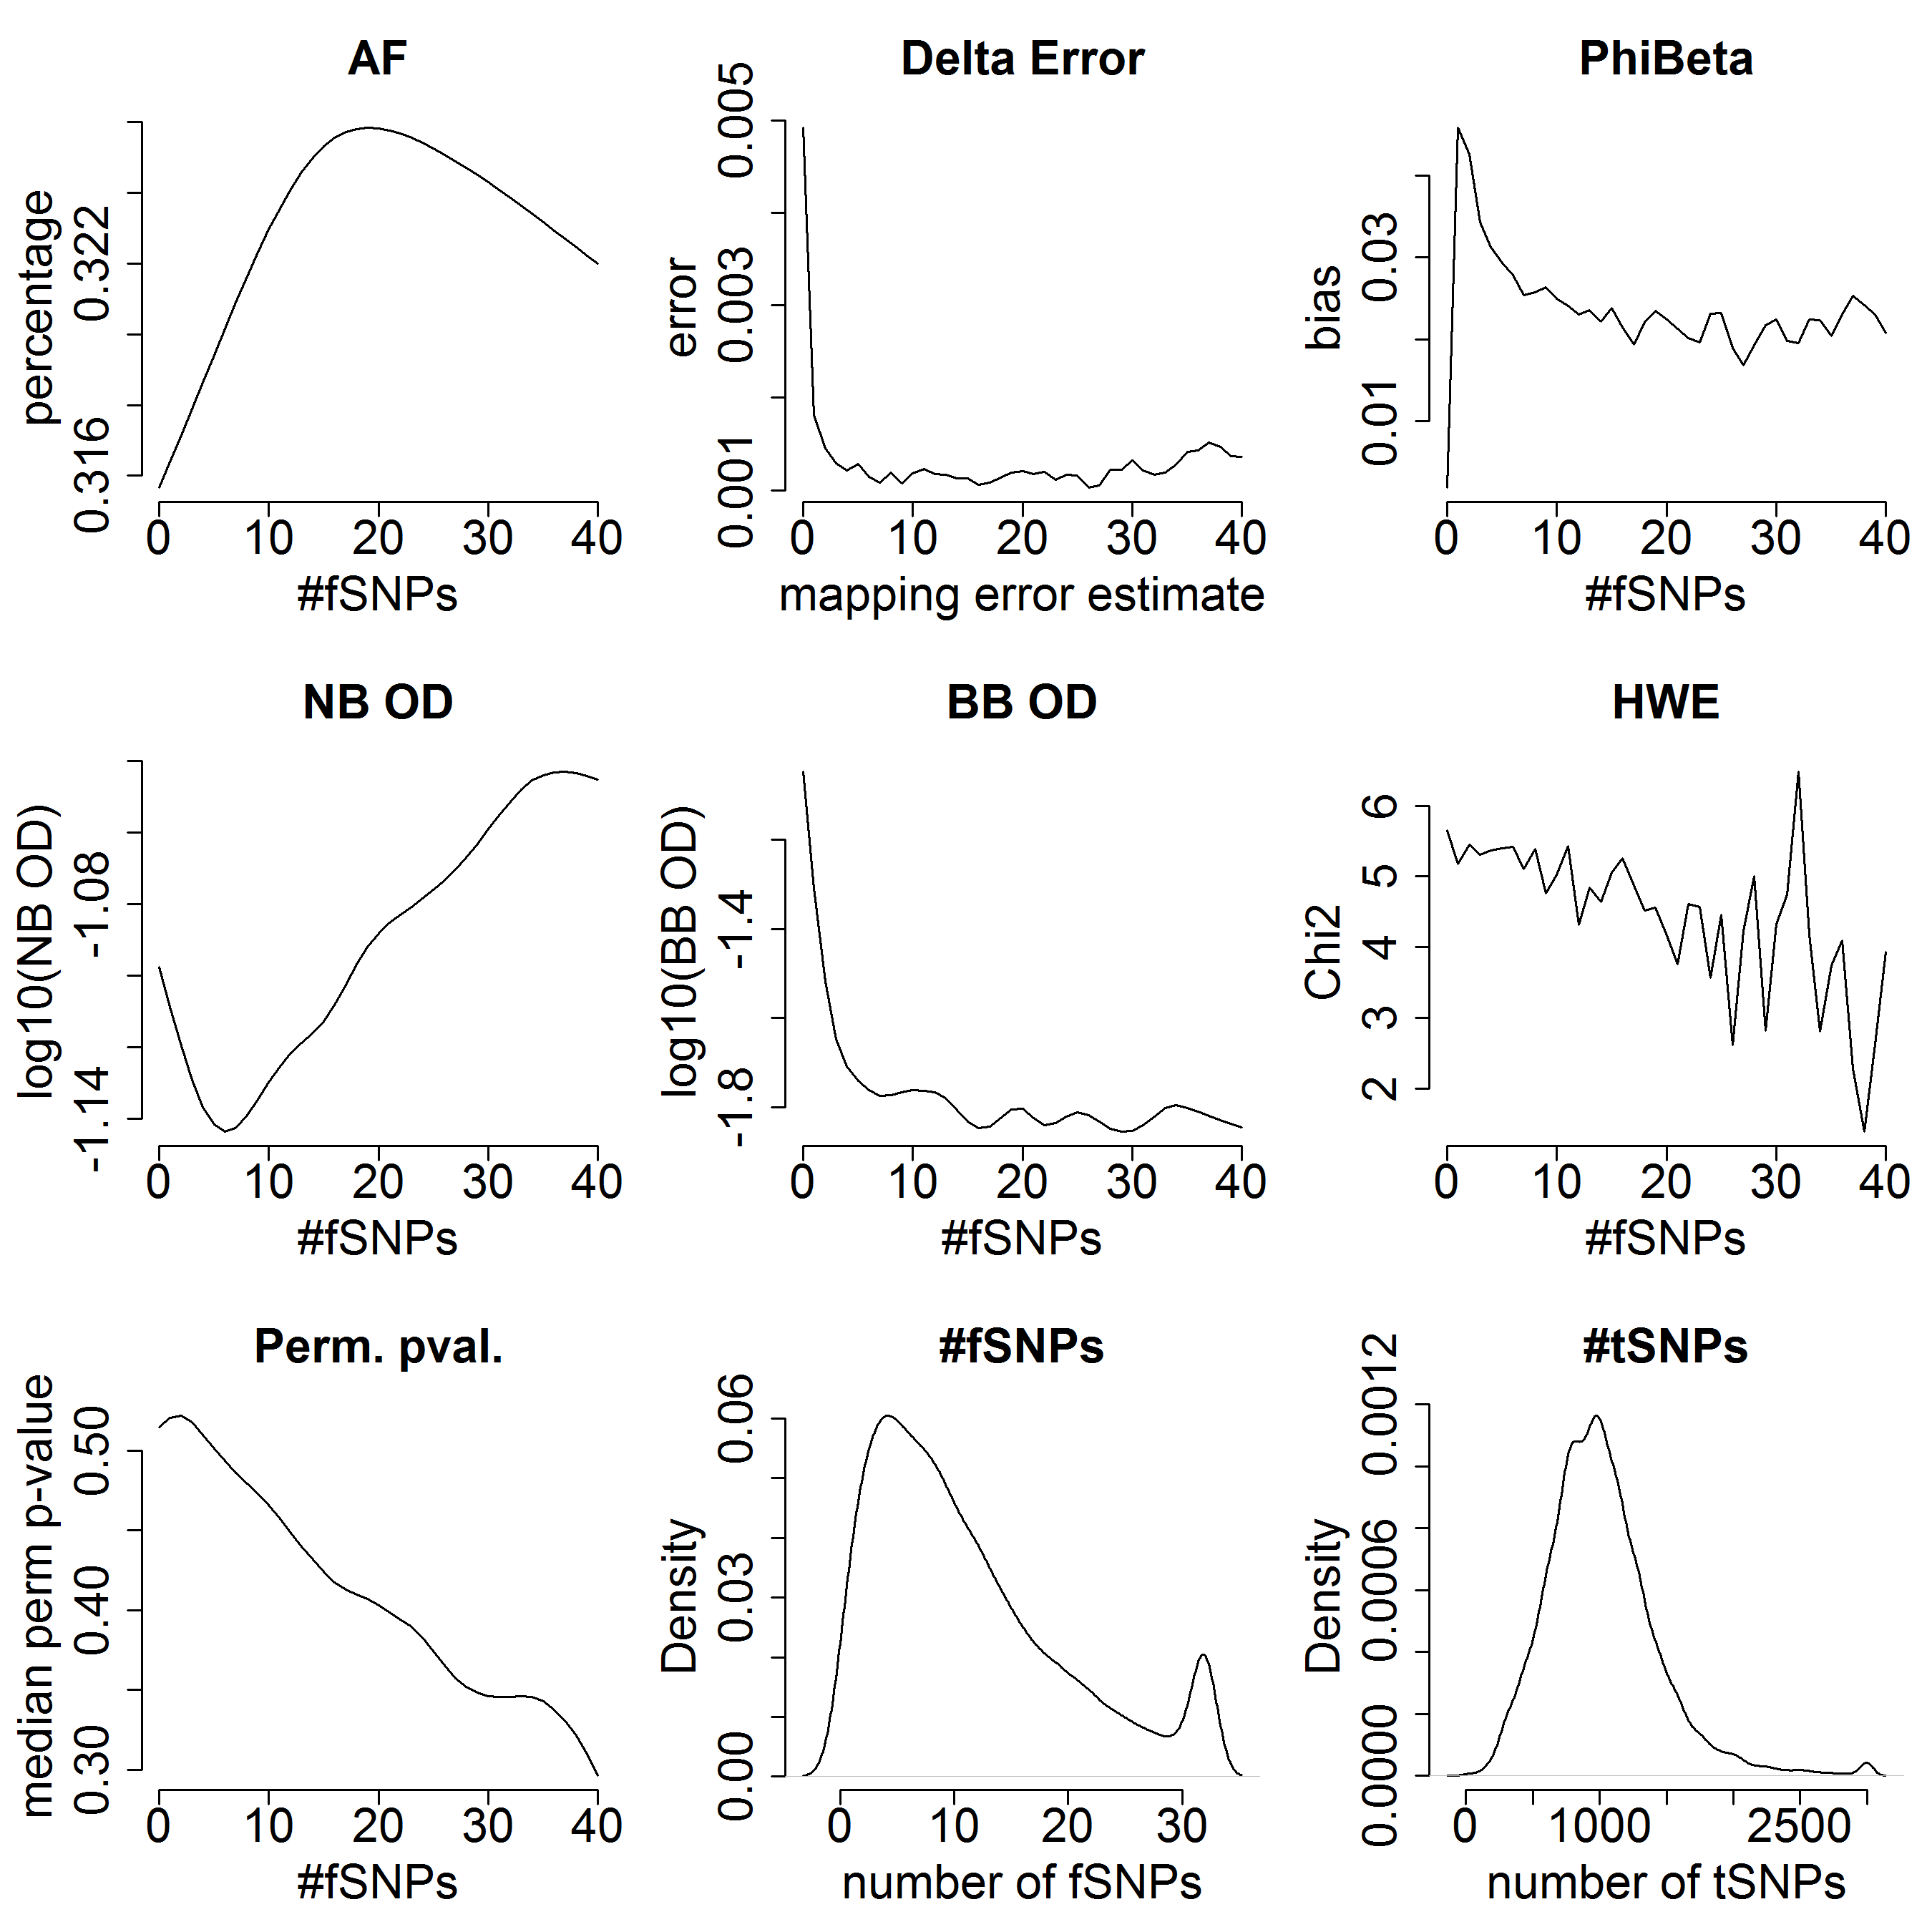 AF
percentage
0.316 0.322
0 10 20 30 40
#fSNPs
Delta Error
error
0.001 0.003 0.005
0 10 20 30 40
mapping error estimate
PhiBeta
bias
0.01 0.03
0 10 20 30 40
#fSNPs
NB OD
log10(NB OD)
-1.14 -1.08
0 10 20 30 40
#fSNPs
BB OD
log10(BB OD)
-1.8 -1.4
0 10 20 30 40
#fSNPs
HWE
Chi2
2 3 4 5 6
0 10 20 30 40
#fSNPs
Perm. pval.
median perm p-value
0.30 0.40 0.50
0 10 20 30 40
#fSNPs
#fSNPs
Density
0.00 0.03 0.06
0 10 20 30
number of fSNPs
#tSNPs
Density
0.0000 0.0006 0.0012
0 1000 2500
number of tSNPs